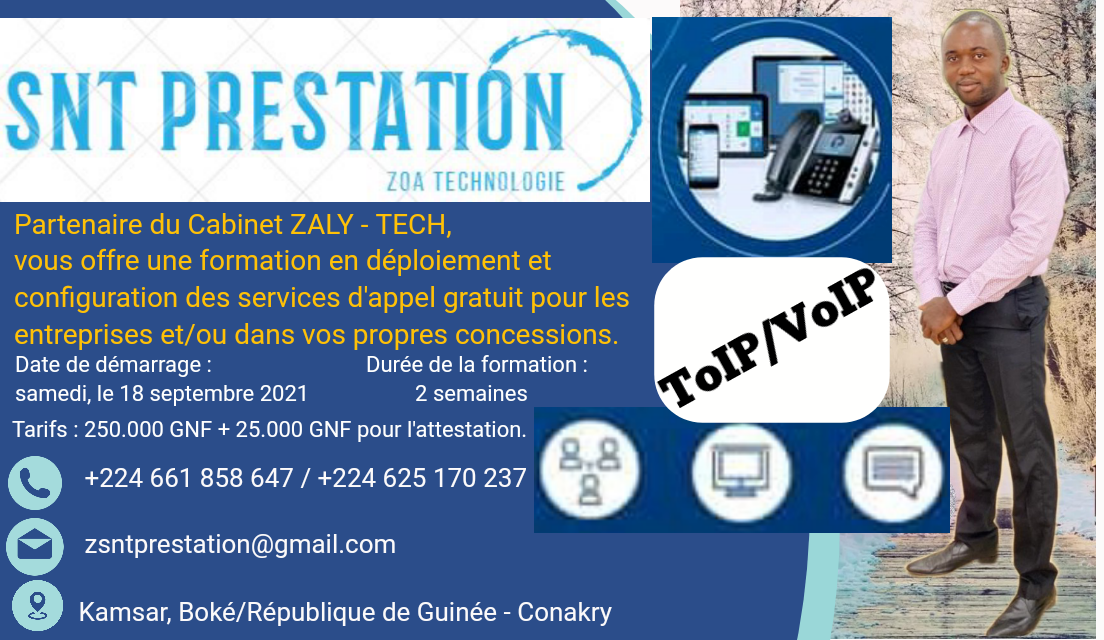 SNT PRESTATION
ZOA TECHNOLOGIE
Partenaire du Cabinet ZALY - TECH,
vous offre une formation en déploiement et
configuration des services d'appel gratuit pour les
entreprises et/ou dans vos propres concessions.
Date de démarrage :
samedi, le 18 septembre 2021
Durée de la formation :
2 semaines
Tarifs : 250.000 GNF + 25.000 GNF pour l'attestation.
ToIP/VoIP
+224 661 858 647 / +224 625 170 237
zsntprestation@gmail.com
Kamsar, Boké/République de Guinée - Conakry